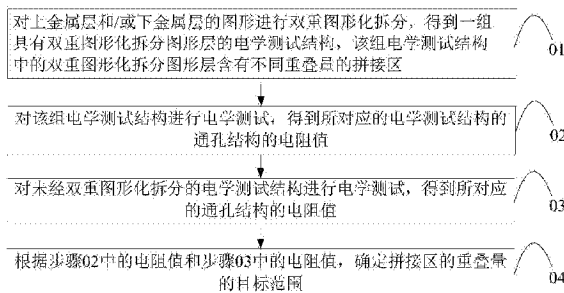 对上金属层和/或下金属层的图形进行双重图形化拆分，得到一组
具有双重图形化拆分图形层的电学测试结构，该组电学测试结构
中的双重图形化拆分图形层含有不同重叠量的拼接区
01
对该组电学测试结构进行电学测试，得到所对应的电学测试结构的
通孔结构的电阻值
02
对未经双重图形化拆分的电学测试结构进行电学测试，得到所对应
的通孔结构的电阻值
03
根据步骤02中的电阻值和步骤03中的电阻值，确定拼接区的重叠量
的目标范围
04